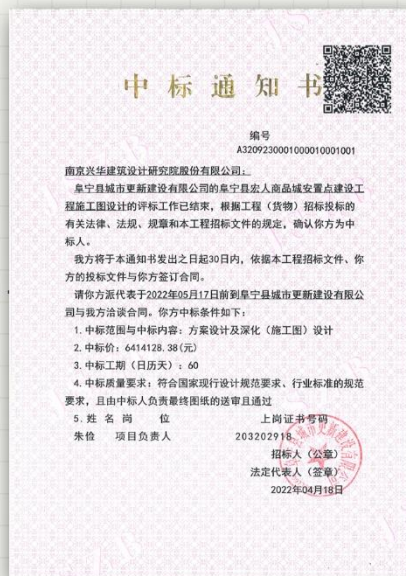 中标通知书
编号
A3209230001000010001001
南京兴华建筑设计研究院股份有限公司:
阜宁县城市更新建设有限公司的阜宁县宏人商品城安置点建设工
程施工图设计的评标工作已结束，根据工程（货物）招标投标的
有关法律、法规、规章和本工程招标文件的规定，确认你方为中
标人。
我方将于本通知书发出之日起30日内，依据本工程招标文件、你
方的投标文件与你方签订合同。
请你方派代表于2022年05月17日前到阜宁县城市更新建设有限公
司与我方洽谈合同。你方中标条件如下：
1.中标范围与中标内容：方案设计及深化（施工图）设计
2.中标价：6414128.38(元)
3.中标工期（日历天）：60
4.中标质量要求：符合国家现行设计规范要求、行业标准的规范
要求，且由中标人负责最终图纸的送审且通过
5.姓名 岗 位 上岗证书号码
朱俭 项目负责人 203202918
招标人（公章）
法定代表人（签章）
2022年04月18日